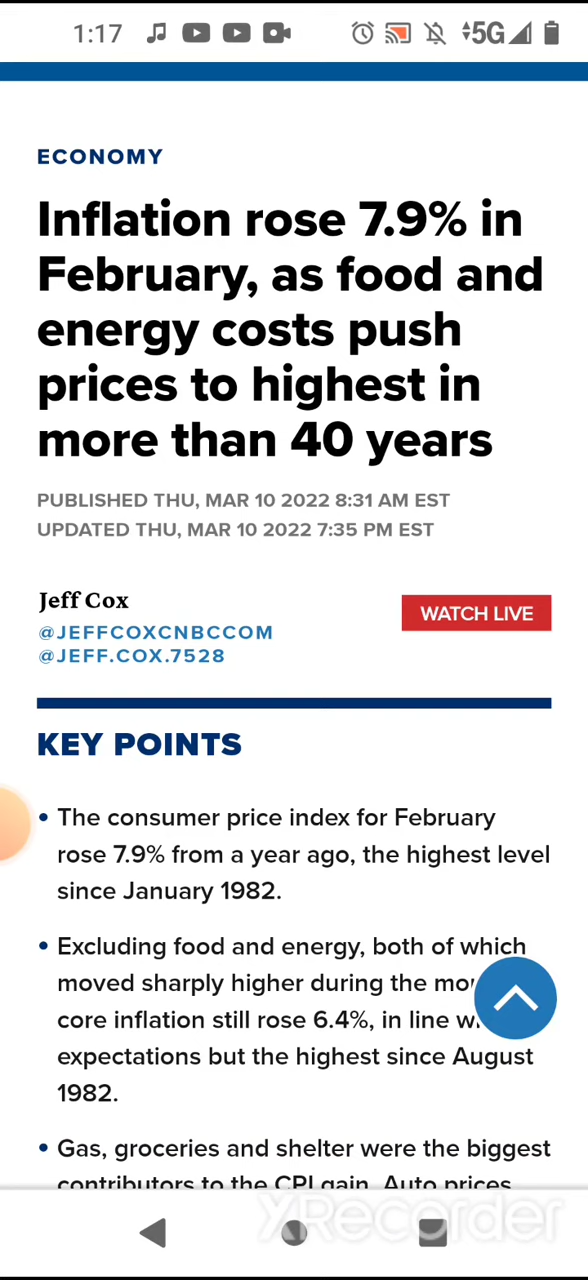 1:17
5G
ECONOMY
Inflation rose 7.9% in
February, as food and
energy costs push
prices to highest in
more than 40 years
PUBLISHED THU, MAR 10 2022 8:31 AM EST
UPDATED THU, MAR 10 2022 7:35 PM EST
Jeff Cox
@JEFFCOXCNBCCOM
@JEFF.COX.7528
WATCH LIVE
KEY POINTS
• The consumer price index for February
rose 7.9% from a year ago, the highest level
since January 1982.
• Excluding food and energy, both of which
moved sharply higher during the
core inflation still rose 6.4%, in line
expectations but the highest since August
1982.
• Gas, groceries and shelter were the biggest
contributors to the CPI gain. Auto prices
XRecorder